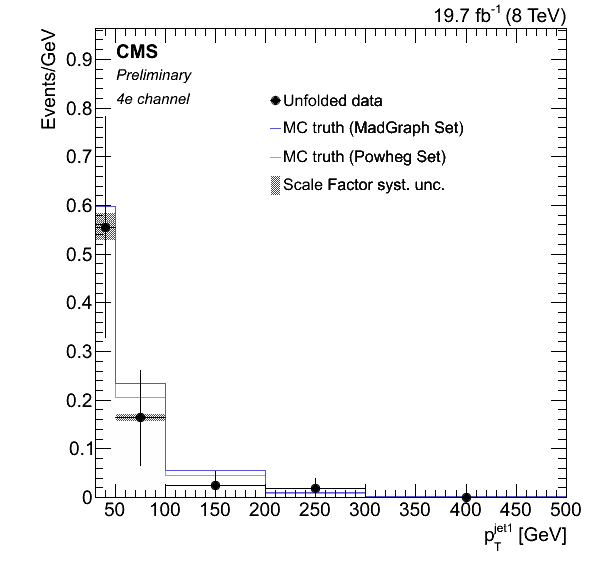 19.7 fb⁻¹ (8 TeV)
Events/GeV
CMS
Preliminary
4e channel
Unfolded data
MC truth (MadGraph Set)
MC truth (Powheg Set)
Scale Factor syst. unc.
0.9
0.8
0.7
0.6
0.5
0.4
0.3
0.2
0.1
0
50 100 150 200 250 300 350 400 450 500
p_T^jet1 [GeV]